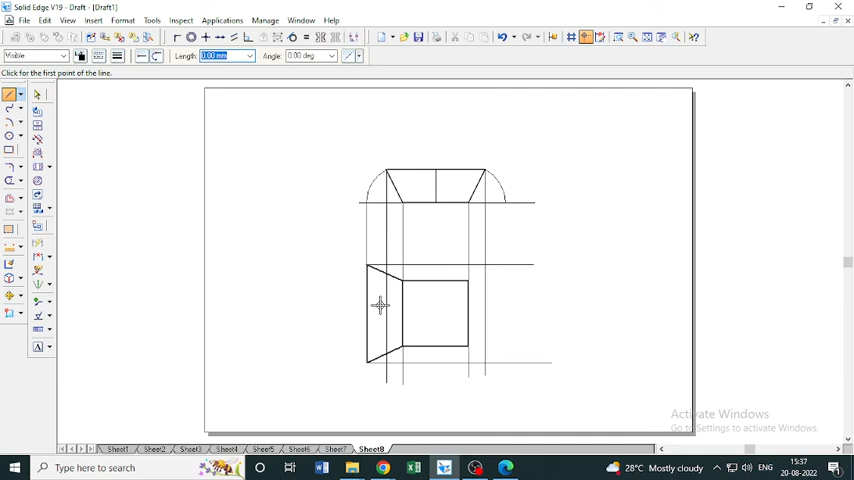 Solid Edge V19 - Draft - [Draft1]
File Edit View Insert Format Tools Inspect Applications Manage Window Help
Visible Length: 0.00 mm Angle: 0.00 deg
Click for the first point of the line.
Activate Windows
Go to Settings to activate Windows.
Sheet1 Sheet2 Sheet3 Sheet4 Sheet5 Sheet6 Sheet7 Sheet8
Type here to search
28°C Mostly cloudy ENG 15:37
20-08-2022